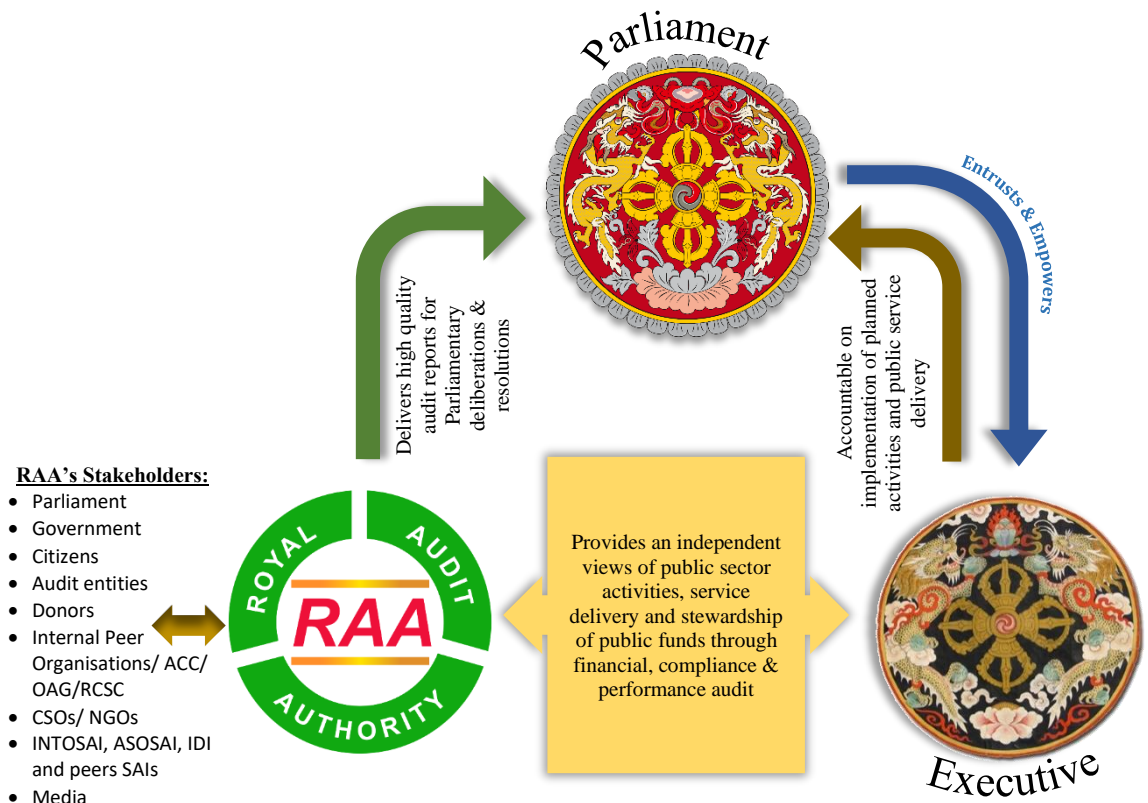 Parliament
Entrusts & Empowers
Delivers high quality
audit reports for
Parliamentary
deliberations &
resolutions
Accountable on
implementation of planned
activities and public service
delivery
RAA's Stakeholders:
• Parliament
• Government
• Citizens
• Audit entities
• Donors
• Internal Peer
Organisations/ ACC/
OAG/RCSC
• CSOs/ NGOs
• INTOSAI, ASOSAI, IDI
and peers SAIs
• Media
ROYAL
AUDIT
AUTHORITY
RAA
Provides an independent
views of public sector
activities, service
delivery and stewardship
of public funds through
financial, compliance &
performance audit
Executive